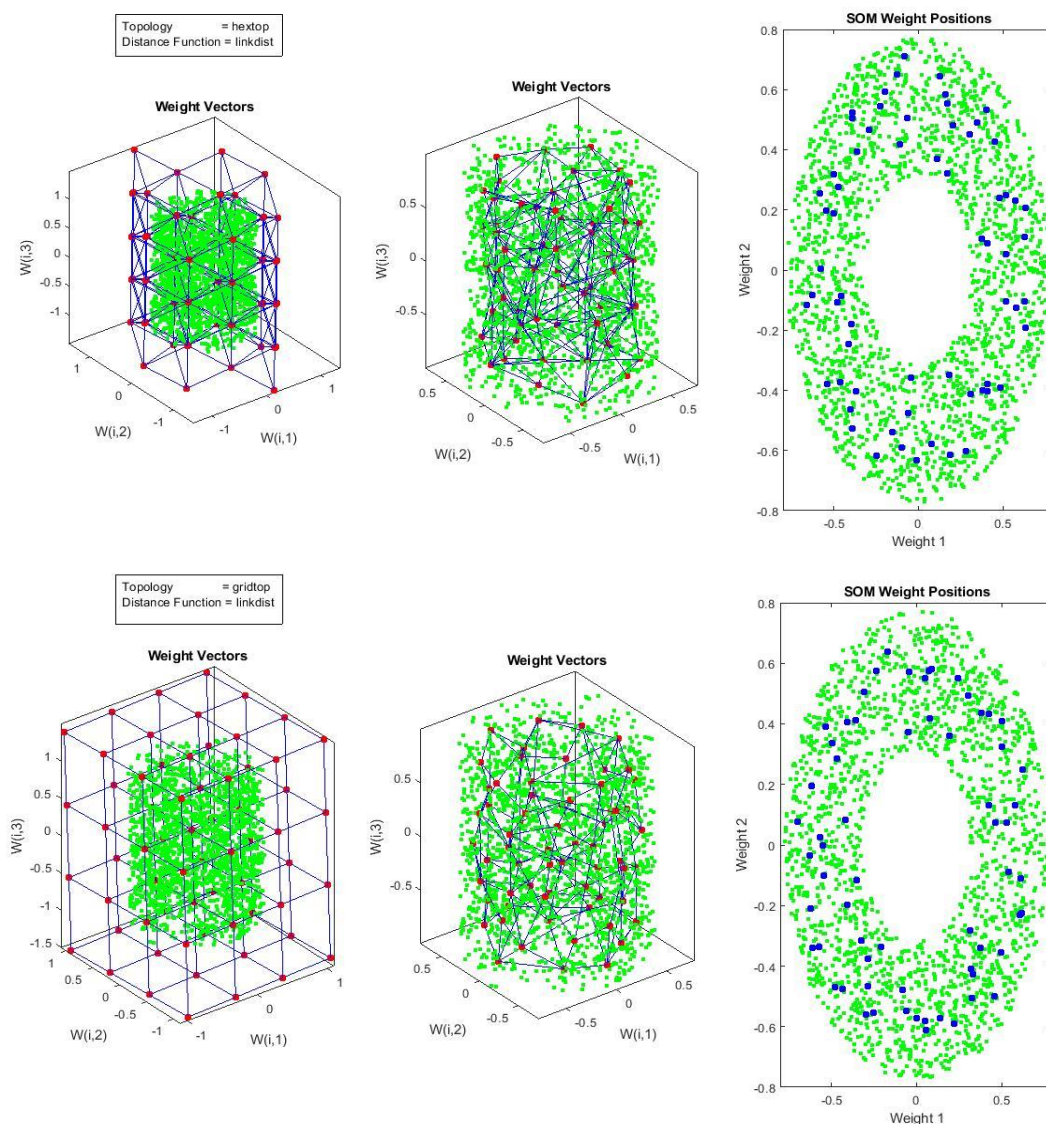 Topology = hextop
Distance Function = linkdist
Weight Vectors
1
0.5
0
-0.5
-1
W(i,3)
1
0
-1
W(i,2)
-1
0
1
W(i,1)
Weight Vectors
0.5
0
-0.5
W(i,3)
0.5
0
-0.5
W(i,2)
-0.5
0
0.5
W(i,1)
SOM Weight Positions
0.8
0.6
0.4
0.2
0
-0.2
-0.4
-0.6
-0.8
Weight 2
-0.5
0
0.5
Weight 1
Topology = gridtop
Distance Function = linkdist
Weight Vectors
1
0.5
0
-0.5
-1
-1.5
W(i,3)
1
0.5
0
-0.5
-1
W(i,2)
-1
0
1
W(i,1)
Weight Vectors
0.5
0
-0.5
W(i,3)
0.5
0
-0.5
W(i,2)
-0.5
0
0.5
W(i,1)
SOM Weight Positions
0.8
0.6
0.4
0.2
0
-0.2
-0.4
-0.6
-0.8
Weight 2
-0.5
0
0.5
Weight 1